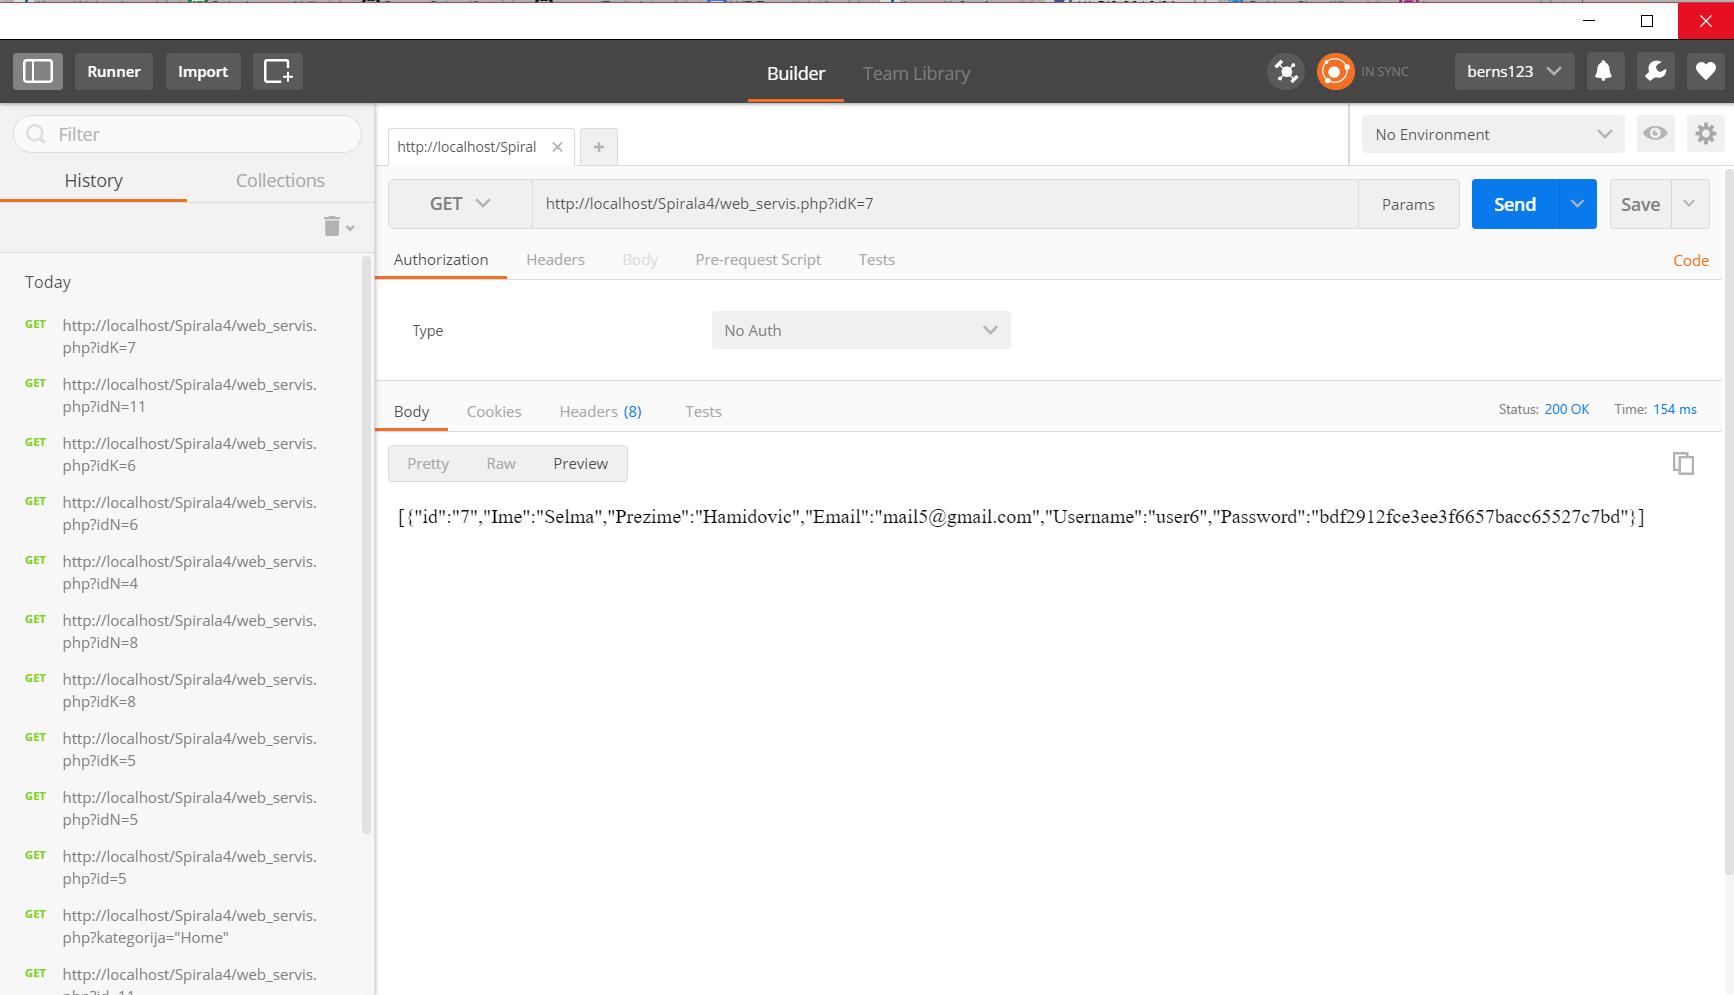 Runner
Import
Builder
Team Library
IN SYNC
berns123
Filter
History
Collections
Today
GET http://localhost/Spirala4/web_servis.
php?idK=7
GET http://localhost/Spirala4/web_servis.
php?idN=11
GET http://localhost/Spirala4/web_servis.
php?idK=6
GET http://localhost/Spirala4/web_servis.
php?idN=6
GET http://localhost/Spirala4/web_servis.
php?idN=4
GET http://localhost/Spirala4/web_servis.
php?idN=8
GET http://localhost/Spirala4/web_servis.
php?idK=8
GET http://localhost/Spirala4/web_servis.
php?idK=5
GET http://localhost/Spirala4/web_servis.
php?idN=5
GET http://localhost/Spirala4/web_servis.
php?id=5
GET http://localhost/Spirala4/web_servis.
php?kategorija="Home"
GET http://localhost/Spirala4/web_servis.
http://localhost/Spiral
No Environment
GET
http://localhost/Spirala4/web_servis.php?idK=7
Params
Send
Save
Authorization
Headers
Body
Pre-request Script
Tests
Code
Type
No Auth
Body
Cookies
Headers (8)
Tests
Status: 200 OK
Time: 154 ms
Pretty
Raw
Preview
[{"id":"7","Ime":"Selma","Prezime":"Hamidovic","Email":"mail5@gmail.com","Username":"user6","Password":"bdf2912fce3ee3f6657bacc65527c7bd"}]